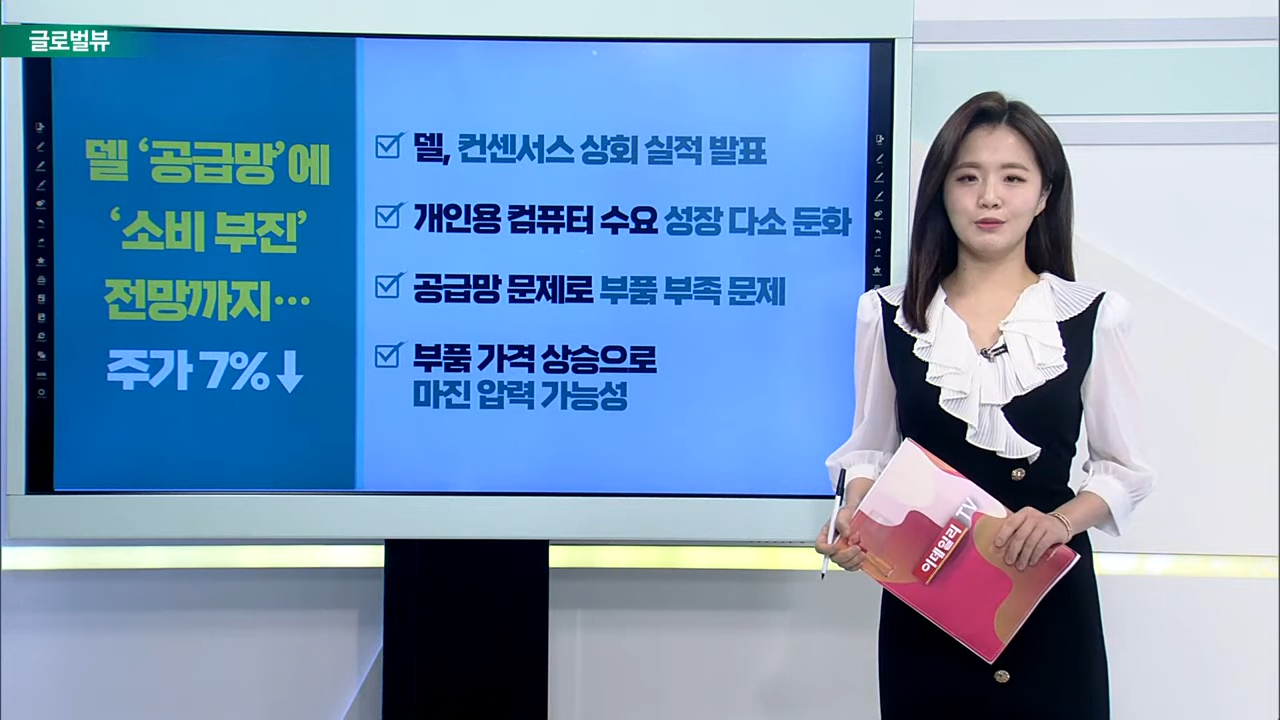 글로벌뷰
델 ‘공급망’에
‘소비 부진’
전망까지…
주가 7%↓
델, 컨센서스 상회 실적 발표
개인용 컴퓨터 수요 성장 다소 둔화
공급망 문제로 부품 부족 문제
부품 가격 상승으로
마진 압력 가능성
이데일리 TV